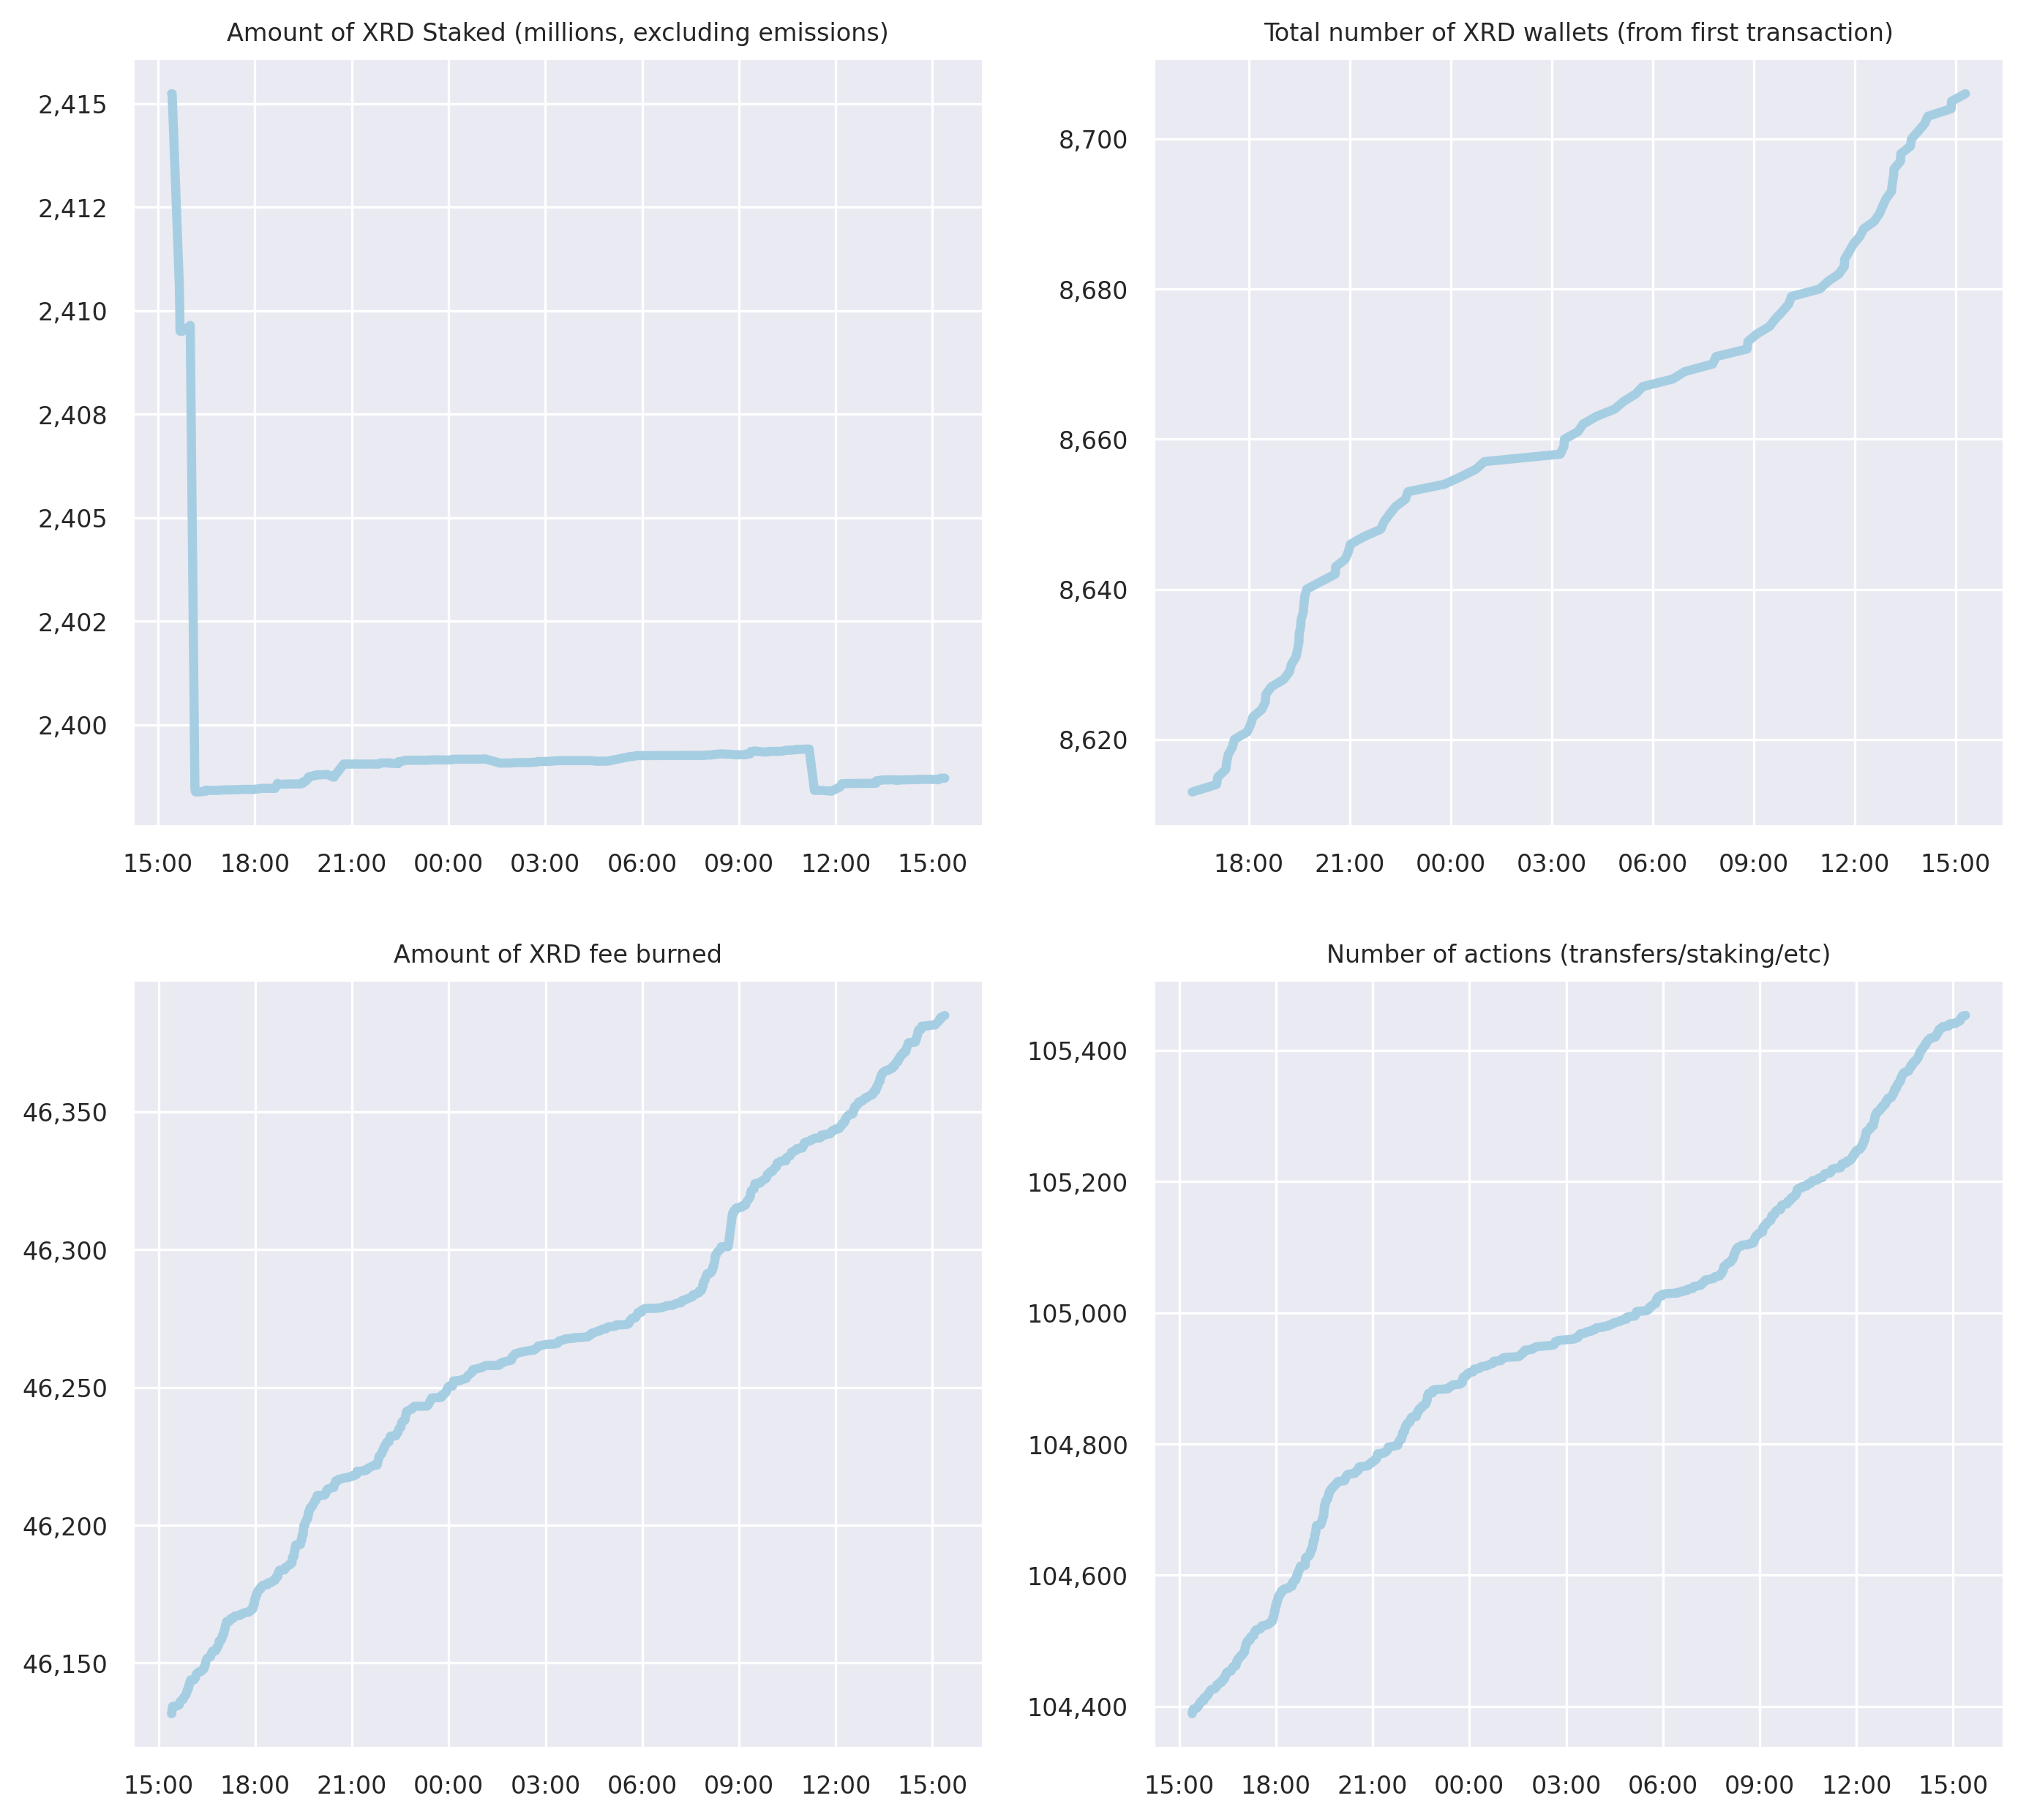 Amount of XRD Staked (millions, excluding emissions)
2,415
2,412
2,410
2,408
2,405
2,402
2,400
15:00 18:00 21:00 00:00 03:00 06:00 09:00 12:00 15:00
Total number of XRD wallets (from first transaction)
8,700
8,680
8,660
8,640
8,620
18:00 21:00 00:00 03:00 06:00 09:00 12:00 15:00
Amount of XRD fee burned
46,350
46,300
46,250
46,200
46,150
15:00 18:00 21:00 00:00 03:00 06:00 09:00 12:00 15:00
Number of actions (transfers/staking/etc)
105,400
105,200
105,000
104,800
104,600
104,400
15:00 18:00 21:00 00:00 03:00 06:00 09:00 12:00 15:00